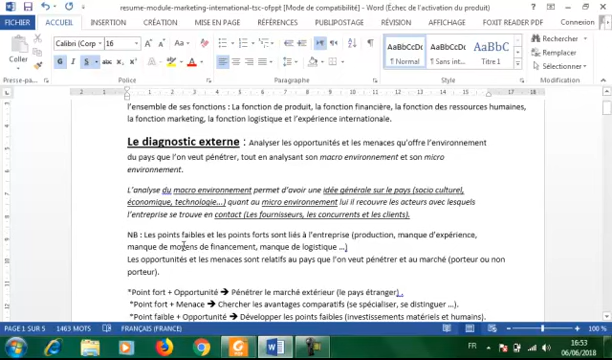 resume-module-marketing-international-tsc-ofppt [Mode de compatibilité] - Word (Échec de l'activation du produit)
FICHIER ACCUEIL INSERTION CRÉATION MISE EN PAGE RÉFÉRENCES PUBLIPOSTAGE RÉVISION AFFICHAGE FOXIT READER PDF Connexion
Calibri (Corp 16
AaBbCcDc AaBbCcDc AaBbC
Rechercher
Remplacer
Sélectionner
Coller
G I S
¶ Normal ¶ Sans int... Titre 1
Presse-pa... Police Paragraphe Style Modification
l'ensemble de ses fonctions : La fonction de produit, la fonction financière, la fonction des ressources humaines,
la fonction marketing, la fonction logistique et l'expérience internationale.
Le diagnostic externe : Analyser les opportunités et les menaces qu'offre l'environnement
du pays que l'on veut pénétrer, tout en analysant son macro environnement et son micro
environnement.
L'analyse du macro environnement permet d'avoir une idée générale sur le pays (socio culturel,
économique, technologie...) quant au micro environnement lui il recouvre les acteurs avec lesquels
l'entreprise se trouve en contact (Les fournisseurs, les concurrents et les clients).
NB : Les points faibles et les points forts sont liés à l'entreprise (production, manque d'expérience,
manque de moyens de financement, manque de logistique ...)
Les opportunités et les menaces sont relatifs au pays que l'on veut pénétrer et au marché (porteur ou non
porteur).
*Point fort + Opportunité ➔ Pénétrer le marché extérieur (le pays étranger) .
*Point fort + Menace ➔ Chercher les avantages comparatifs (se spécialiser, se distinguer ...).
*Point faible + Opportunité ➔ Développer les points faibles (investissements matériels et humains).
PAGE 1 SUR 5 1463 MOTS FRANÇAIS (FRANCE) 100 %
FR 16:53
06/06/2018